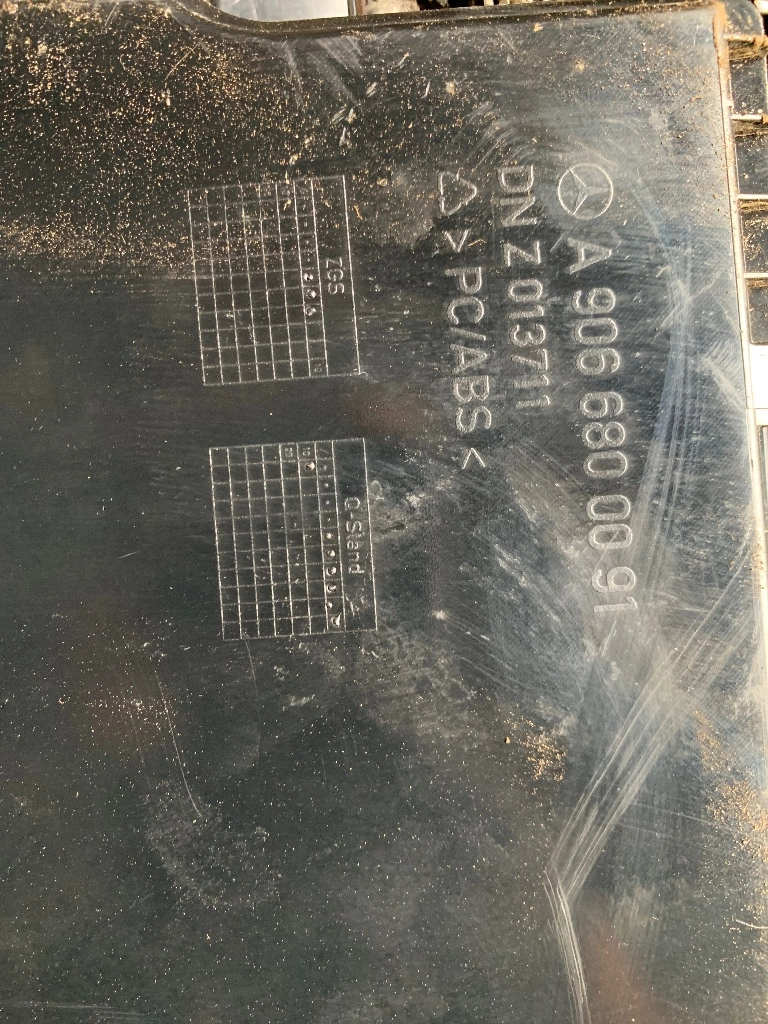 A 906 680 00 91
DN Z 013711
> PC/ABS <
ZGS
Q-Stand